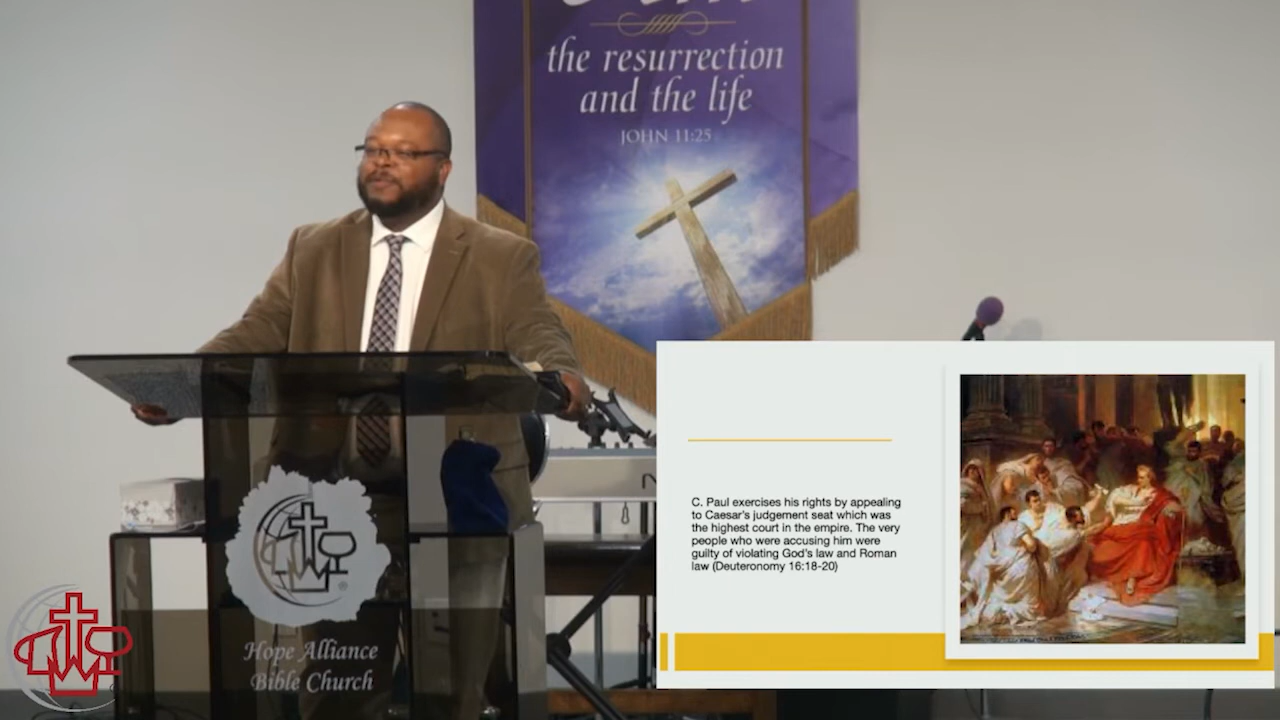 the resurrection
and the life
JOHN 11:25
C. Paul exercises his rights by appealing
to Caesar's judgement seat which was
the highest court in the empire. The very
people who were accusing him were
guilty of violating God's law and Roman
law (Deuteronomy 16:18-20)
Hope Alliance
Bible Church